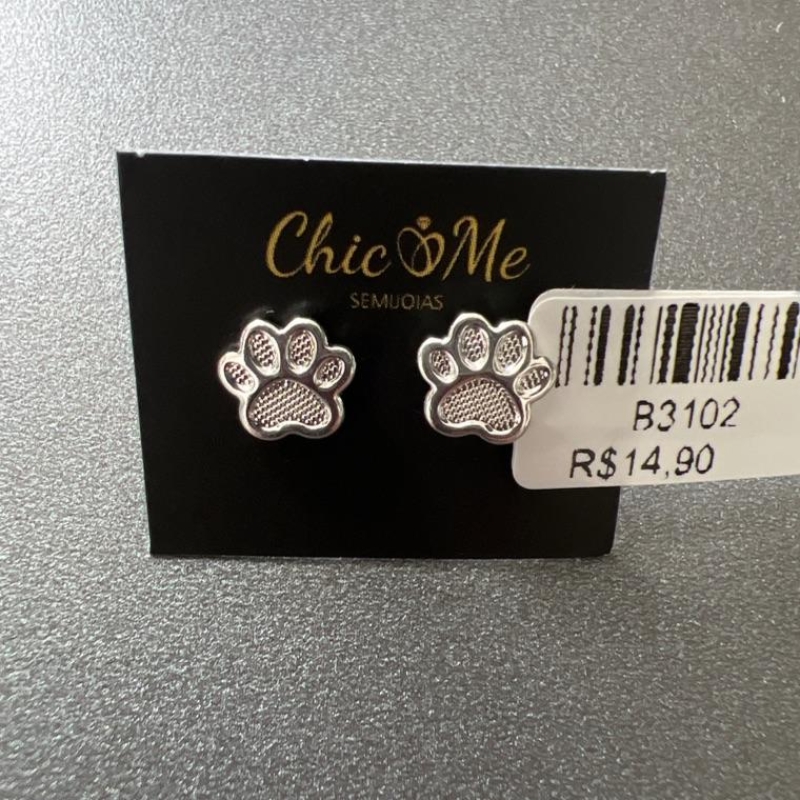 Chic Me
SEMIJOIAS
B3102
R$14,90